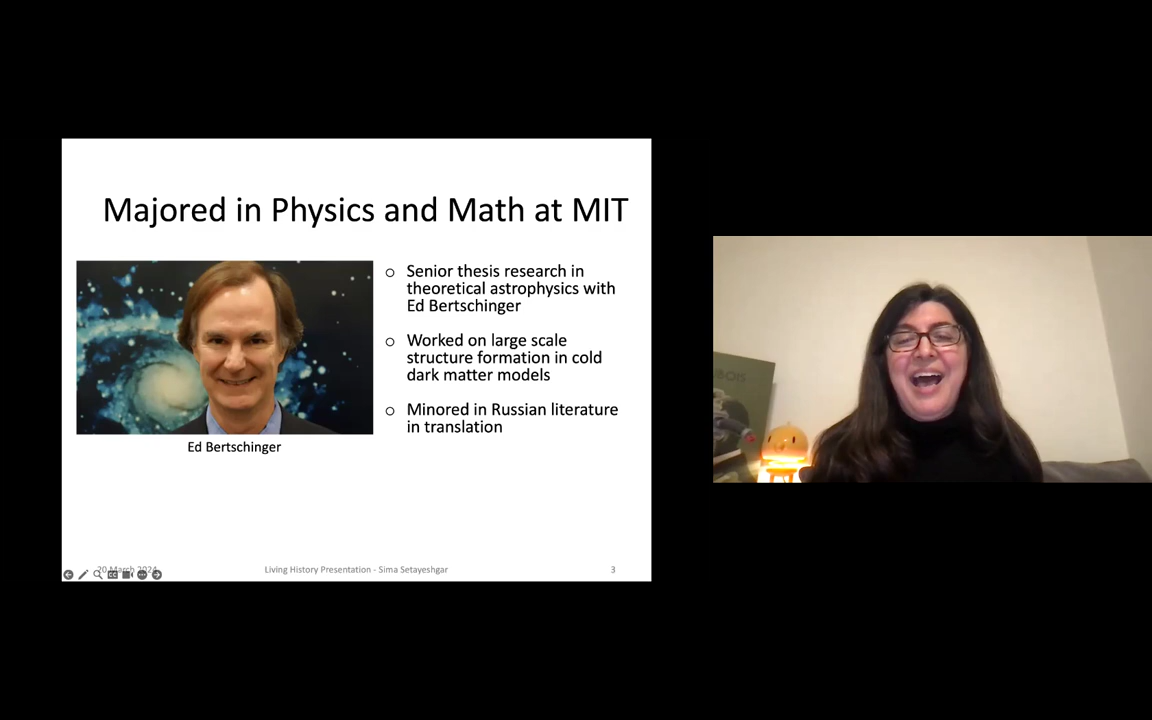 Majored in Physics and Math at MIT
Senior thesis research in
theoretical astrophysics with
Ed Bertschinger
Worked on large scale
structure formation in cold
dark matter models
Minored in Russian literature
in translation
Ed Bertschinger
20 March 2024
Living History Presentation - Sima Setayeshgar
3